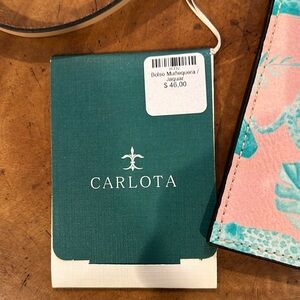 Bolso Muñequera /
Jaguar
$ 46,00
CARLOTA